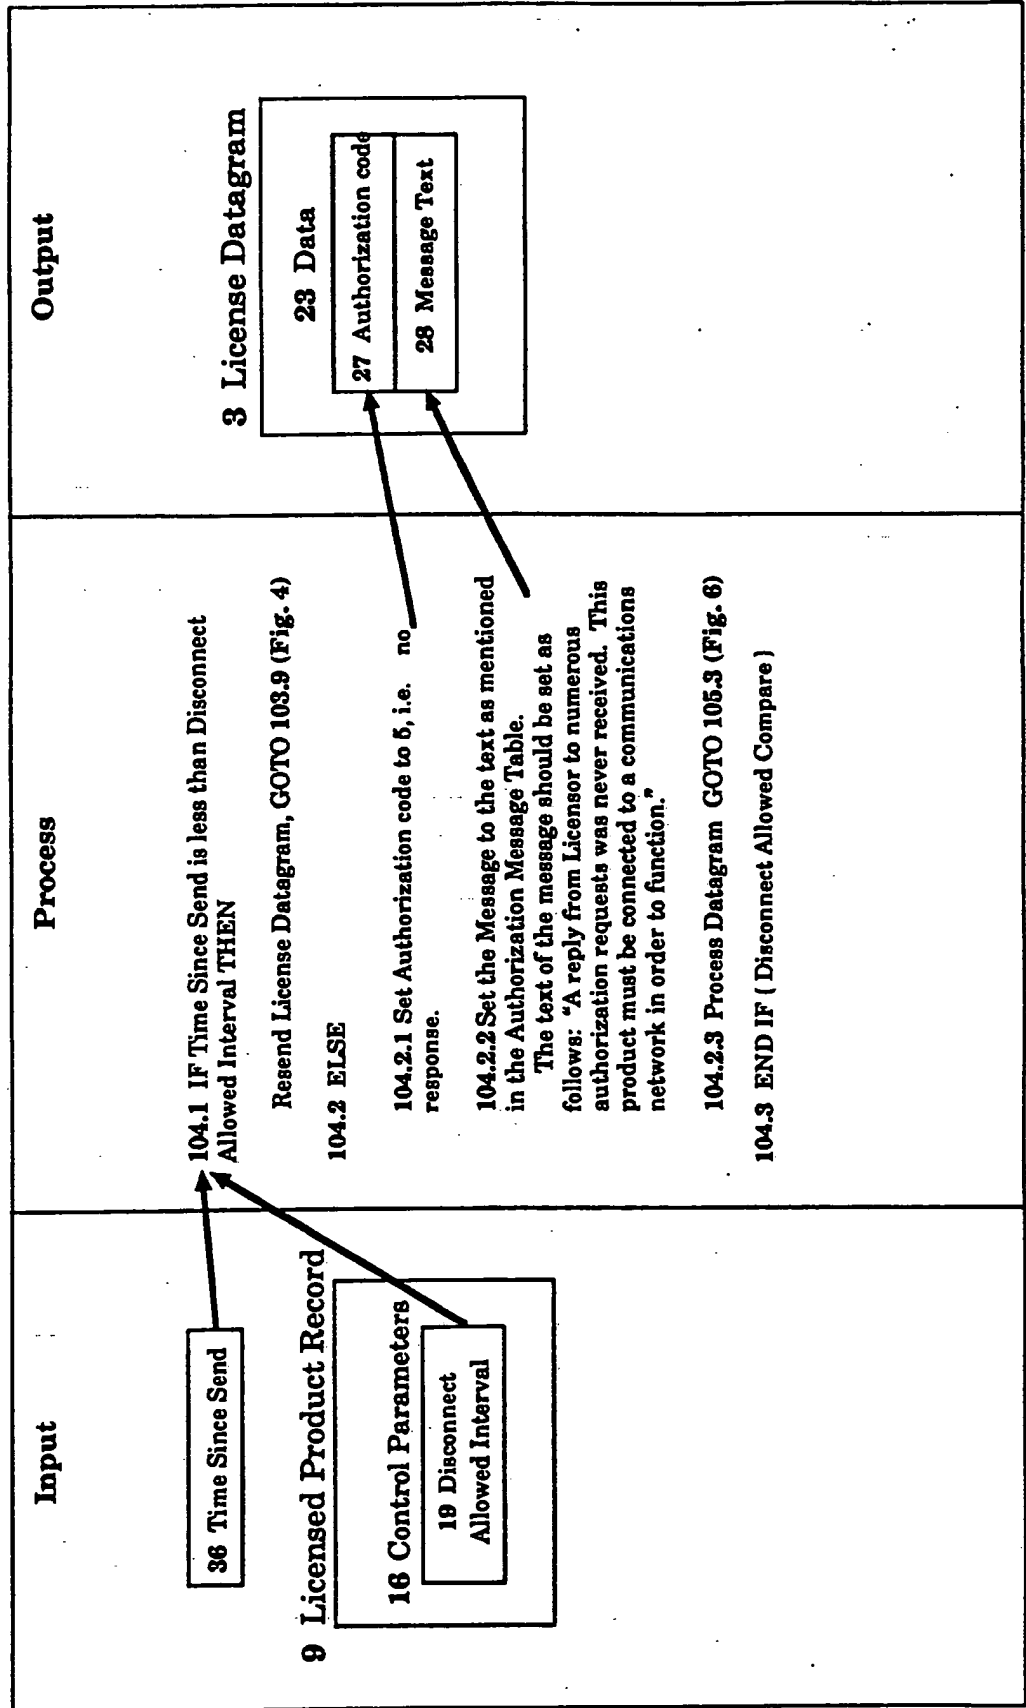 Input
36 Time Since Send
9 Licensed Product Record
16 Control Parameters
19 Disconnect
Allowed Interval
Process
104.1 IF Time Since Send is less than Disconnect
Allowed Interval THEN
Resend License Datagram, GOTO 103.9 (Fig. 4)
104.2 ELSE
104.2.1 Set Authorization code to 5, i.e. no
response.
104.2.2 Set the Message to the text as mentioned
in the Authorization Message Table.
The text of the message should be set as
follows: “A reply from Licensor to numerous
authorization requests was never received. This
product must be connected to a communications
network in order to function.”
104.2.3 Process Datagram GOTO 105.3 (Fig. 6)
104.3 END IF ( Disconnect Allowed Compare )
Output
3 License Datagram
23 Data
27 Authorization code
28 Message Text